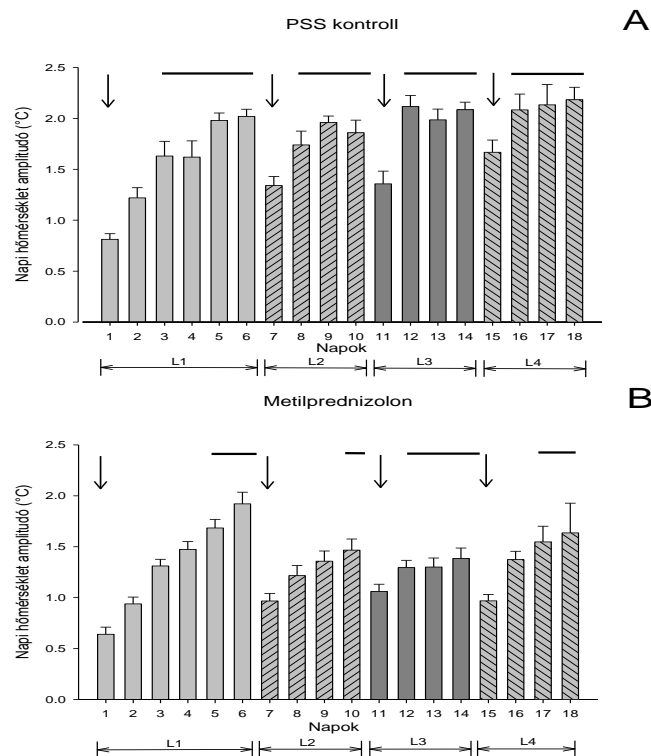 PSS kontroll
A
Napi hőmérséklet amplitudó (°C)
2.5
2.0
1.5
1.0
0.5
0.0
1 2 3 4 5 6 7 8 9 10 11 12 13 14 15 16 17 18
Napok
L1 L2 L3 L4
Metilprednizolon
B
Napi hőmérséklet amplitudó (°C)
2.5
2.0
1.5
1.0
0.5
0.0
1 2 3 4 5 6 7 8 9 10 11 12 13 14 15 16 17 18
Napok
L1 L2 L3 L4